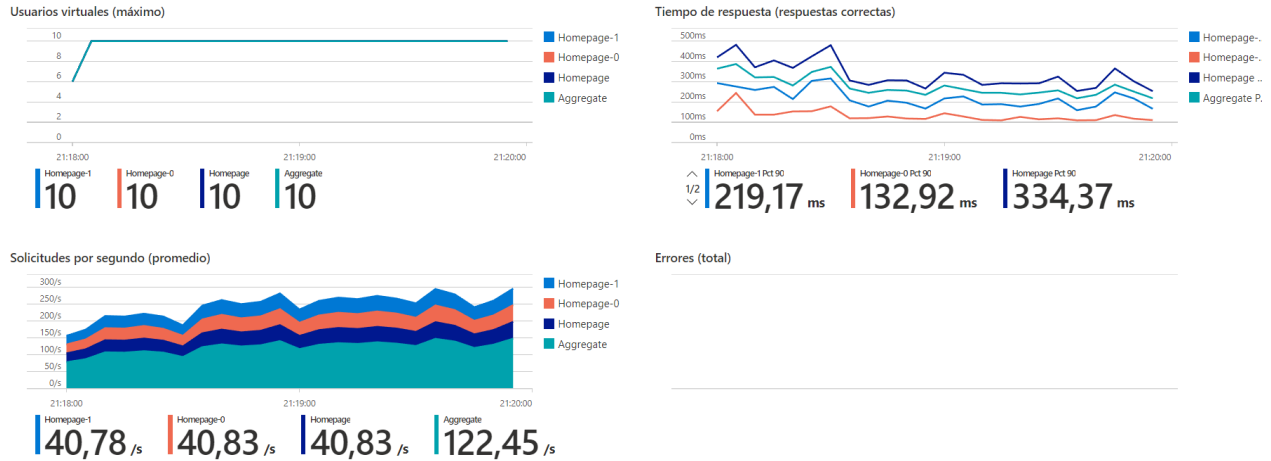 Usuarios virtuales (máximo)
10
8
6
4
2
0
21:18:00
21:19:00
21:20:00
Homepage-1
Homepage-0
Homepage
Aggregate
Homepage-1
10
Homepage-0
10
Homepage
10
Aggregate
10
Tiempo de respuesta (respuestas correctas)
500ms
400ms
300ms
200ms
100ms
0ms
21:18:00
21:19:00
21:20:00
Homepage-..
Homepage-..
Homepage ..
Aggregate P.
1/2
Homepage-1 Pct 90
219,17 ms
Homepage-0 Pct 90
132,92 ms
Homepage Pct 90
334,37 ms
Solicitudes por segundo (promedio)
300/s
250/s
200/s
150/s
100/s
50/s
0/s
21:18:00
21:19:00
21:20:00
Homepage-1
Homepage-0
Homepage
Aggregate
Homepage-1
40,78 /s
Homepage-0
40,83 /s
Homepage
40,83 /s
Aggregate
122,45 /s
Errores (total)